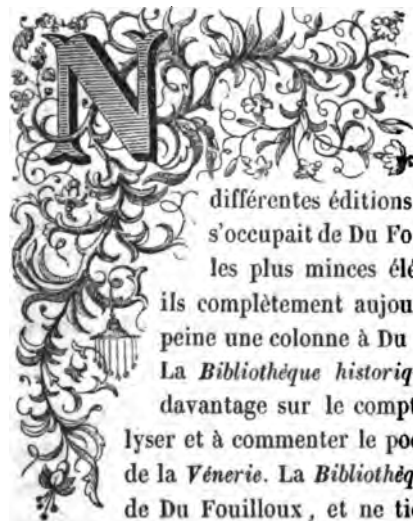 N
différentes éditions
s'occupait de Du Fo
les plus minces élé
ils complètement aujou
peine une colonne à Du
La Bibliothèque historiq
davantage sur le compt
lyser et à commenter le poè
de la Vénerie. La Bibliothèq
de Du Fouilloux, et ne tie